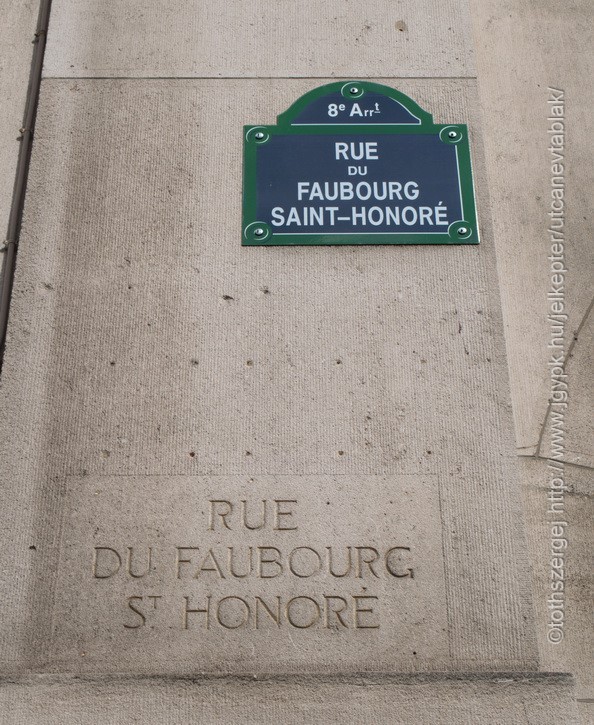 8e Arrt
RUE
DU
FAUBOURG
SAINT-HONORÉ
RUE
DU FAUBOURG
ST HONORÉ
©tothszergej http://www.jgypk.hu/jelkepter/utcanevtablak/